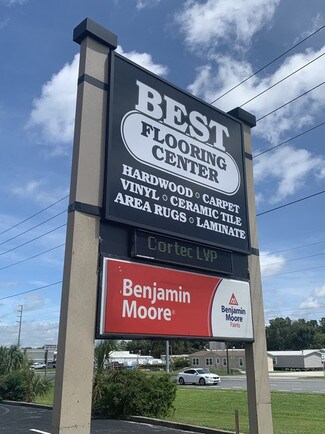 BEST
FLOORING
CENTER
HARDWOOD ○ CARPET
VINYL ○ CERAMIC TILE
AREA RUGS ○ LAMINATE
Cortec LVP
Benjamin
Moore®
Benjamin
Moore
Paints